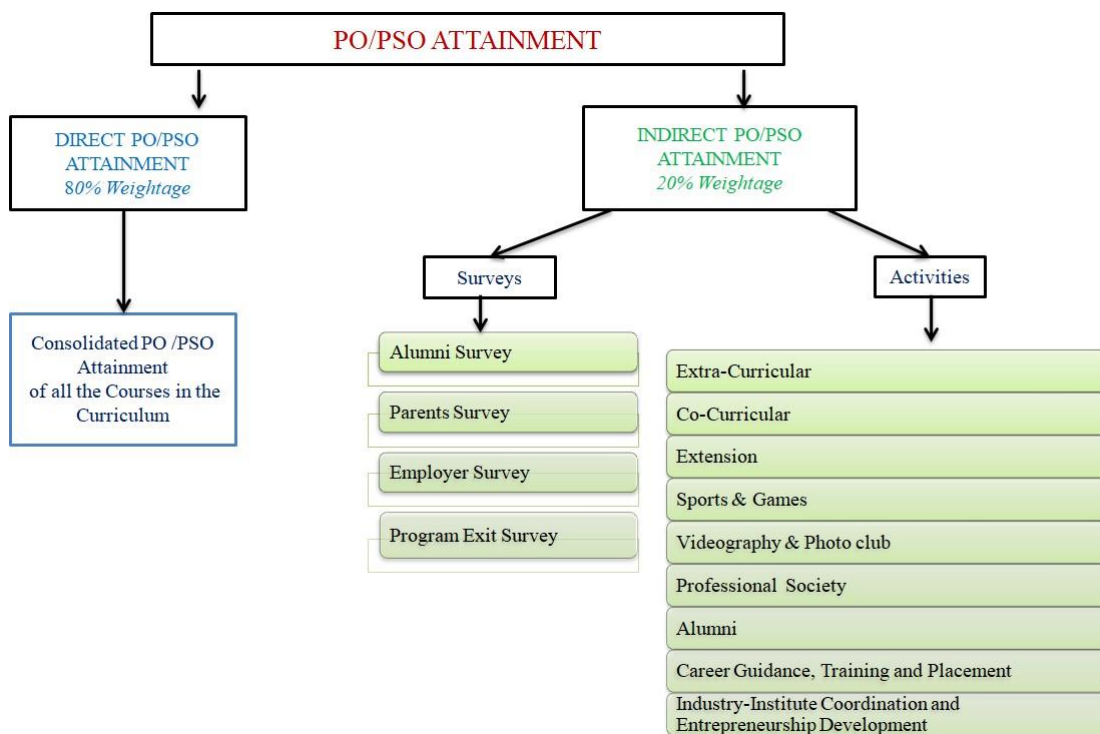 PO/PSO ATTAINMENT
DIRECT PO/PSO
ATTAINMENT
80% Weightage
INDIRECT PO/PSO
ATTAINMENT
20% Weightage
Consolidated PO /PSO
Attainment
of all the Courses in the
Curriculum
Surveys
Alumni Survey
Parents Survey
Employer Survey
Program Exit Survey
Activities
Extra-Curricular
Co-Curricular
Extension
Sports & Games
Videography & Photo club
Professional Society
Alumni
Career Guidance, Training and Placement
Industry-Institute Coordination and
Entrepreneurship Development